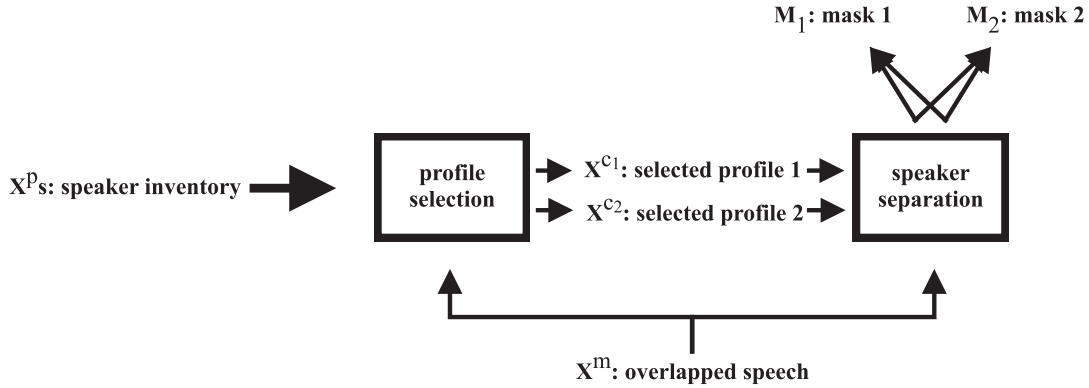 M₁: mask 1
M₂: mask 2
Xᵖs: speaker inventory
profile
selection
Xᶜ¹: selected profile 1
Xᶜ²: selected profile 2
speaker
separation
Xᵐ: overlapped speech